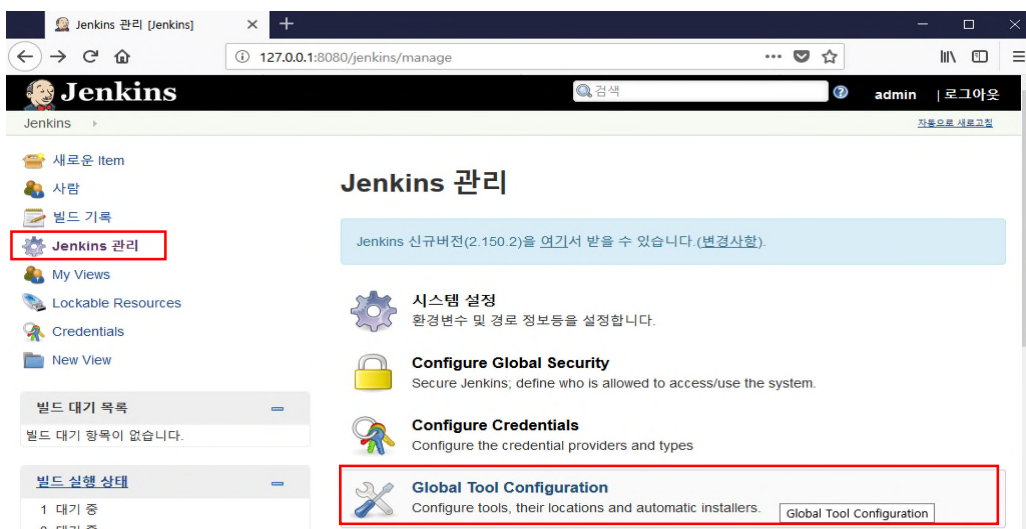 Jenkins 관리 [Jenkins]
127.0.0.1:8080/jenkins/manage
Jenkins
검색
admin
| 로그아웃
Jenkins
자동으로 새로고침
새로운 Item
사람
빌드 기록
Jenkins 관리
My Views
Lockable Resources
Credentials
New View
빌드 대기 목록
빌드 대기 항목이 없습니다.
빌드 실행 상태
1 대기 중
Jenkins 관리
Jenkins 신규버전(2.150.2)을 여기서 받을 수 있습니다.(변경사항).
시스템 설정
환경변수 및 경로 정보등을 설정합니다.
Configure Global Security
Secure Jenkins; define who is allowed to access/use the system.
Configure Credentials
Configure the credential providers and types
Global Tool Configuration
Configure tools, their locations and automatic installers.
Global Tool Configuration